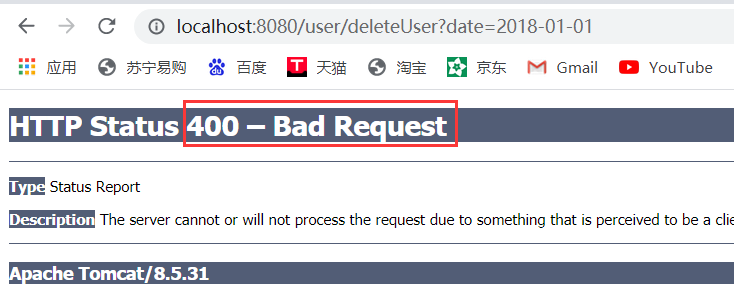 localhost:8080/user/deleteUser?date=2018-01-01
应用 苏宁易购 百度 天猫 淘宝 京东 Gmail YouTube
HTTP Status 400 – Bad Request
Type Status Report
Description The server cannot or will not process the request due to something that is perceived to be a clie
Apache Tomcat/8.5.31